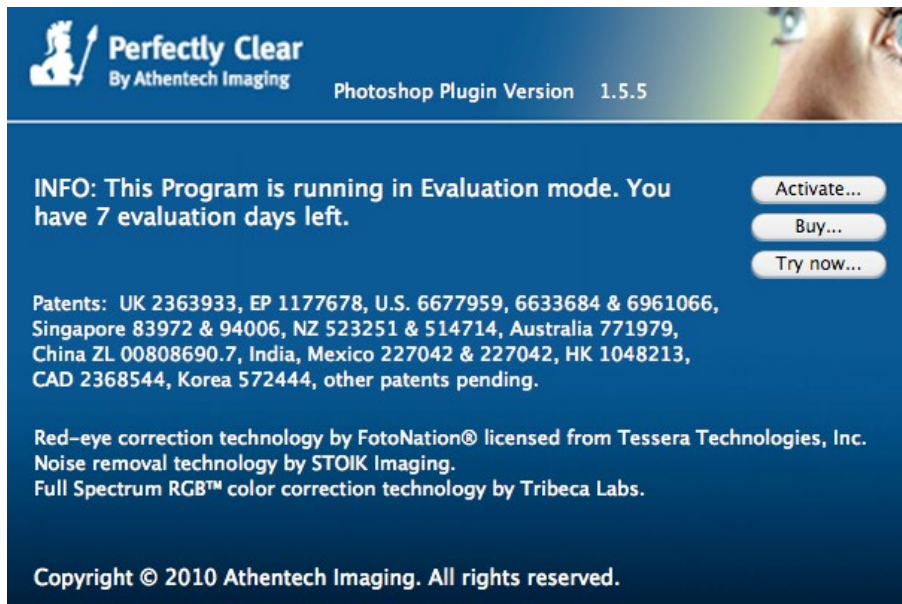 Perfectly Clear
By Athentech Imaging
Photoshop Plugin Version 1.5.5
INFO: This Program is running in Evaluation mode. You
have 7 evaluation days left.
Activate...
Buy...
Try now...
Patents: UK 2363933, EP 1177678, U.S. 6677959, 6633684 & 6961066,
Singapore 83972 & 94006, NZ 523251 & 514714, Australia 771979,
China ZL 00808690.7, India, Mexico 227042 & 227042, HK 1048213,
CAD 2368544, Korea 572444, other patents pending.
Red-eye correction technology by FotoNation® licensed from Tessera Technologies, Inc.
Noise removal technology by STOIK Imaging.
Full Spectrum RGB™ color correction technology by Tribeca Labs.
Copyright © 2010 Athentech Imaging. All rights reserved.